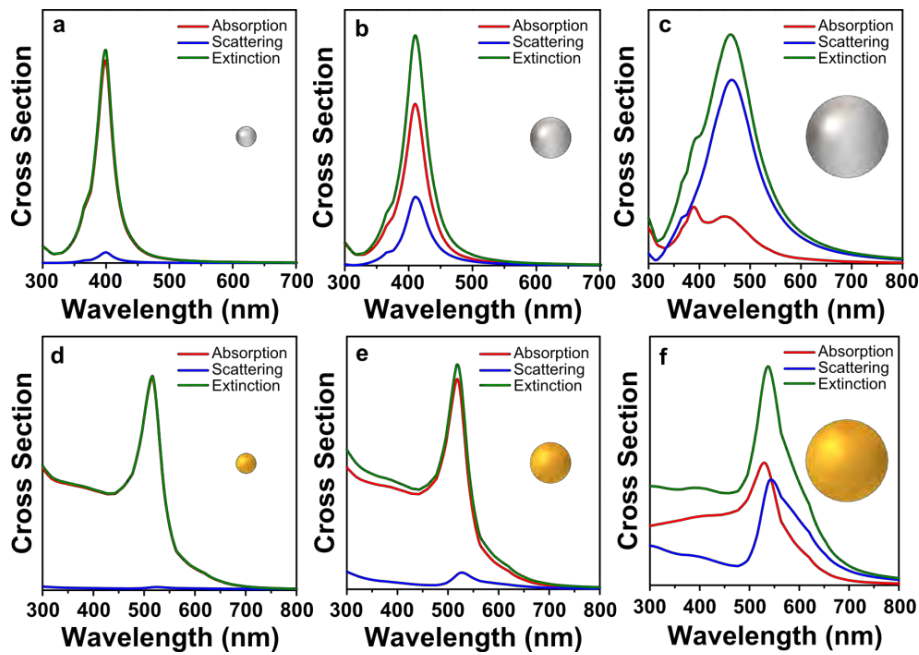 a
Absorption
Scattering
Extinction
Cross Section
300 400 500 600 700
Wavelength (nm)
b
Absorption
Scattering
Extinction
Cross Section
300 400 500 600 700
Wavelength (nm)
c
Absorption
Scattering
Extinction
Cross Section
300 400 500 600 700 800
Wavelength (nm)
d
Absorption
Scattering
Extinction
Cross Section
300 400 500 600 700 800
Wavelength (nm)
e
Absorption
Scattering
Extinction
Cross Section
300 400 500 600 700 800
Wavelength (nm)
f
Absorption
Scattering
Extinction
Cross Section
300 400 500 600 700 800
Wavelength (nm)